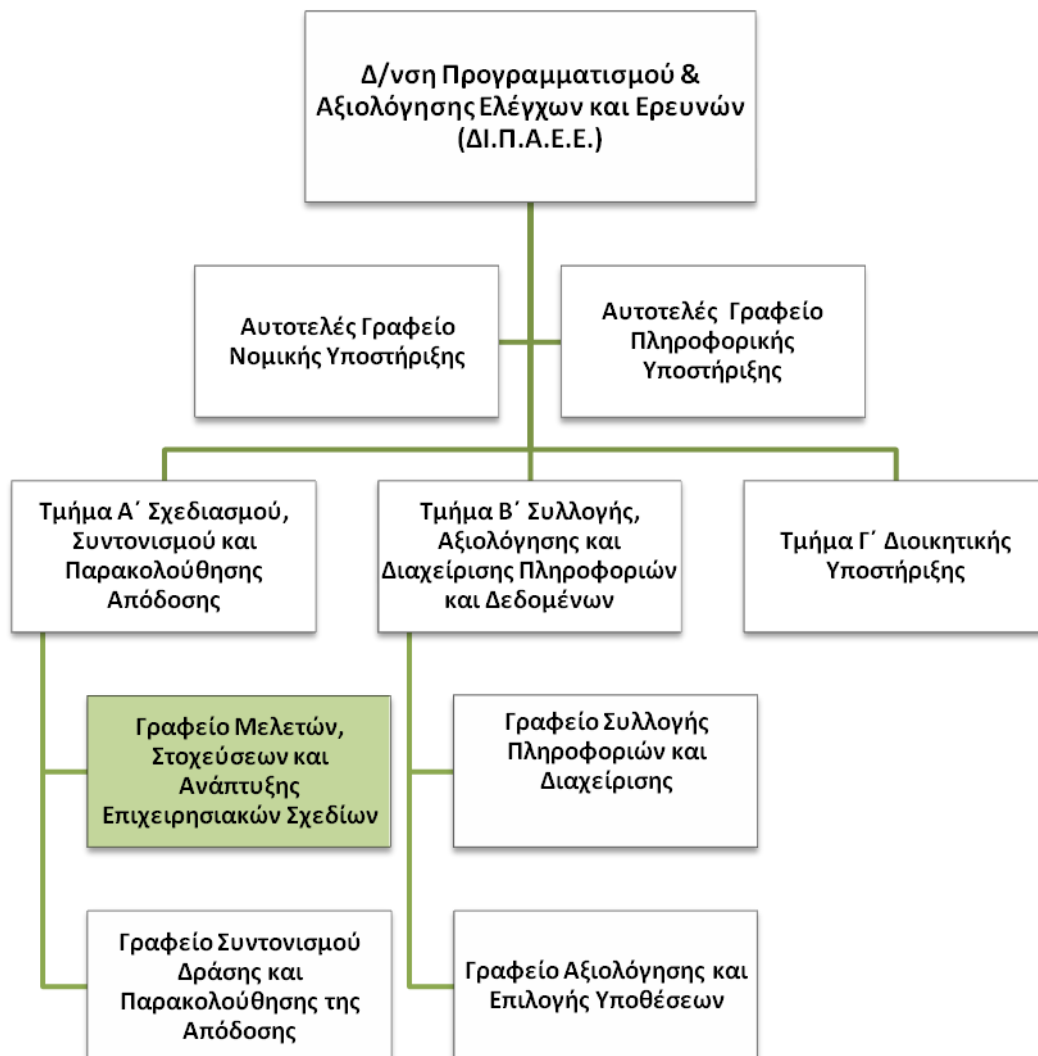 Δ/νση Προγραμματισμού &
Αξιολόγησης Ελέγχων και Ερευνών
(ΔΙ.Π.Α.Ε.Ε.)
Αυτοτελές Γραφείο
Νομικής Υποστήριξης
Αυτοτελές Γραφείο
Πληροφορικής
Υποστήριξης
Τμήμα Α΄ Σχεδιασμού,
Συντονισμού και
Παρακολούθησης
Απόδοσης
Τμήμα Β΄ Συλλογής,
Αξιολόγησης και
Διαχείρισης Πληροφοριών
και Δεδομένων
Τμήμα Γ΄ Διοικητικής
Υποστήριξης
Γραφείο Μελετών,
Στοχεύσεων και
Ανάπτυξης
Επιχειρησιακών Σχεδίων
Γραφείο Συλλογής
Πληροφοριών και
Διαχείρισης
Γραφείο Συντονισμού
Δράσης και
Παρακολούθησης της
Απόδοσης
Γραφείο Αξιολόγησης και
Επιλογής Υποθέσεων